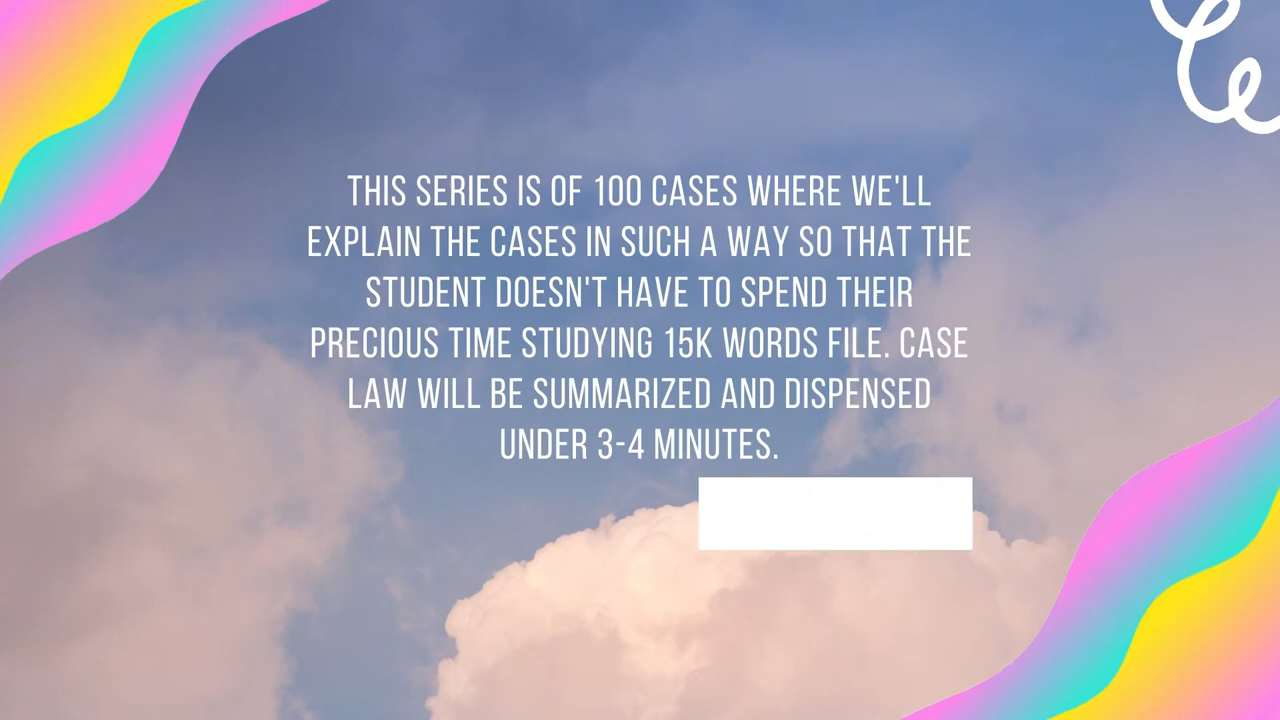 THIS SERIES IS OF 100 CASES WHERE WE'LL
EXPLAIN THE CASES IN SUCH A WAY SO THAT THE
STUDENT DOESN'T HAVE TO SPEND THEIR
PRECIOUS TIME STUDYING 15K WORDS FILE. CASE
LAW WILL BE SUMMARIZED AND DISPENSED
UNDER 3-4 MINUTES.